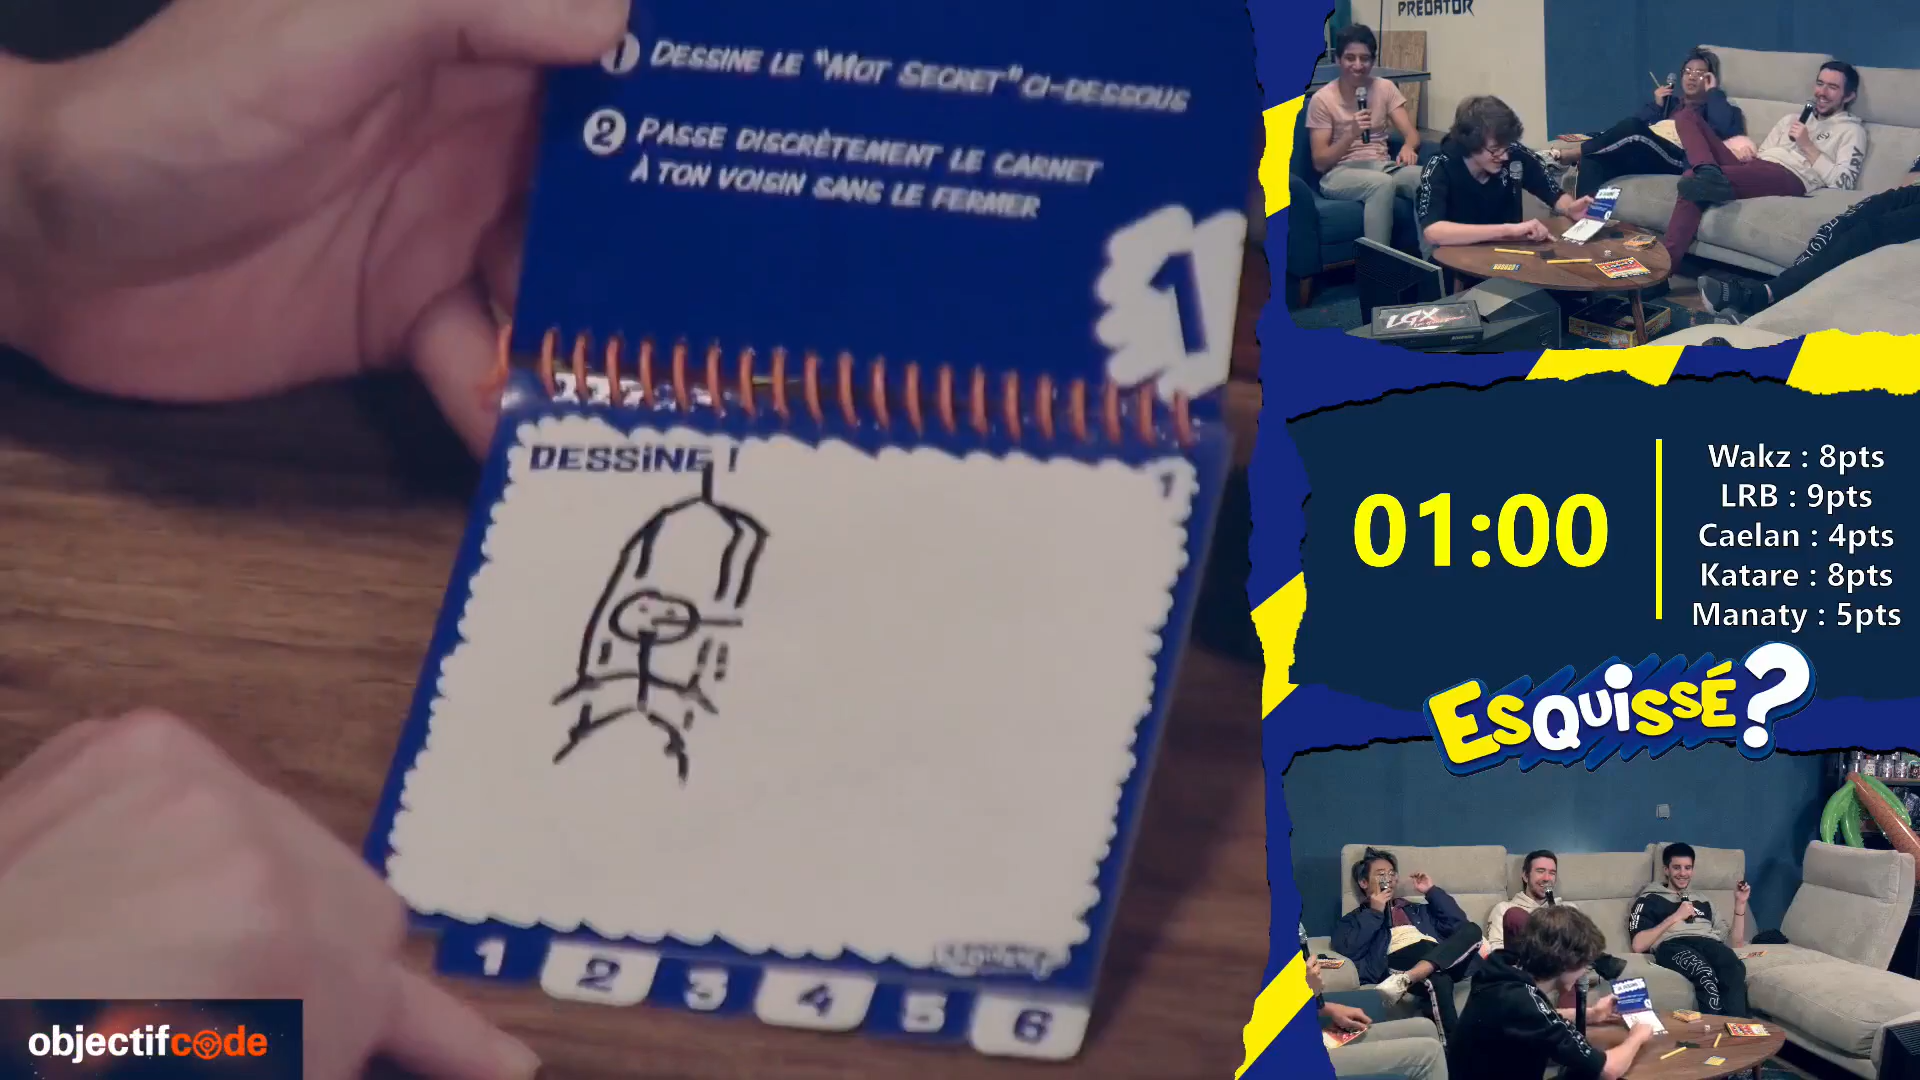 1 DESSINE LE "MOT SECRET" CI-DESSOUS
2 PASSE DISCRÈTEMENT LE CARNET
À TON VOISIN SANS LE FERMER
1
DESSINE !
1
1 2 3 4 5 6
objectifcode
PREDATOR
LGX
01:00
Wakz : 8pts
LRB : 9pts
Caelan : 4pts
Katare : 8pts
Manaty : 5pts
ESQUISSÉ?